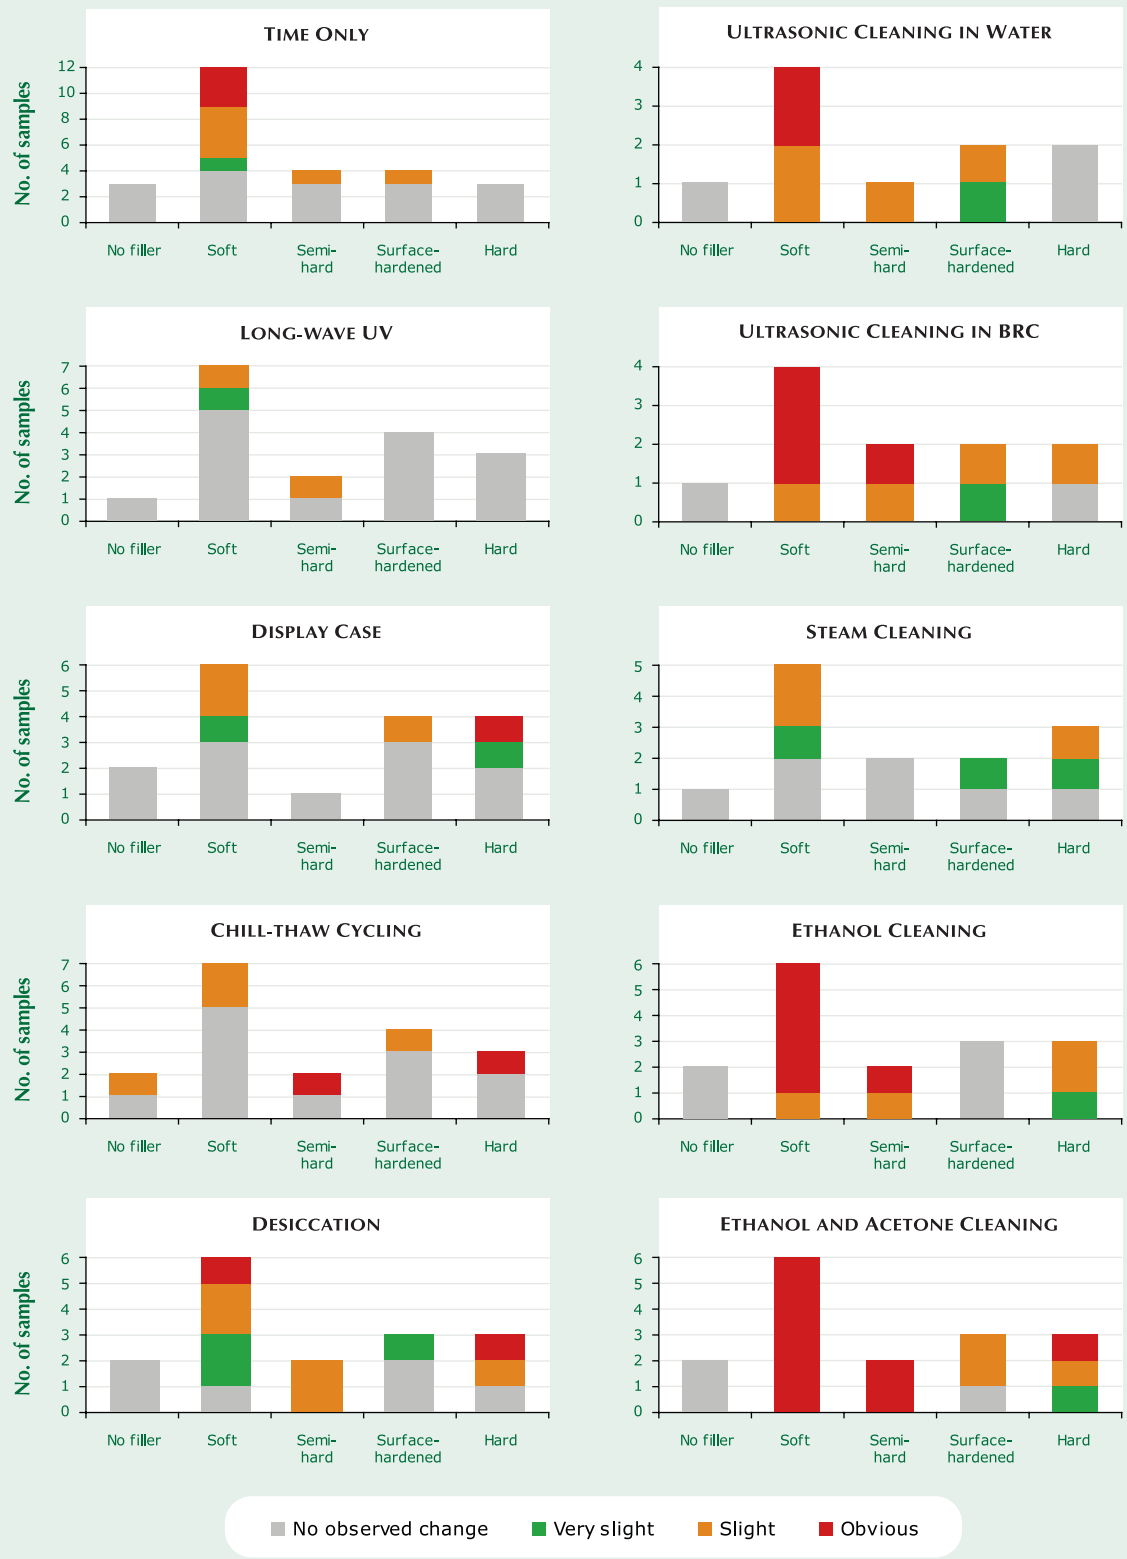 TIME ONLY
No. of samples
12
10
8
6
4
2
0
No filler Soft Semi- Surface- Hard
hard hardened
ULTRASONIC CLEANING IN WATER
4
3
2
1
0
No filler Soft Semi- Surface- Hard
hard hardened
LONG-WAVE UV
No. of samples
7
6
5
4
3
2
1
0
No filler Soft Semi- Surface- Hard
hard hardened
ULTRASONIC CLEANING IN BRC
4
3
2
1
0
No filler Soft Semi- Surface- Hard
hard hardened
DISPLAY CASE
No. of samples
6
5
4
3
2
1
0
No filler Soft Semi- Surface- Hard
hard hardened
STEAM CLEANING
5
4
3
2
1
0
No filler Soft Semi- Surface- Hard
hard hardened
CHILL-THAW CYCLING
No. of samples
7
6
5
4
3
2
1
0
No filler Soft Semi- Surface- Hard
hard hardened
ETHANOL CLEANING
6
5
4
3
2
1
0
No filler Soft Semi- Surface- Hard
hard hardened
DESICCATION
No. of samples
6
5
4
3
2
1
0
No filler Soft Semi- Surface- Hard
hard hardened
ETHANOL AND ACETONE CLEANING
6
5
4
3
2
1
0
No filler Soft Semi- Surface- Hard
hard hardened
No observed change Very slight Slight Obvious